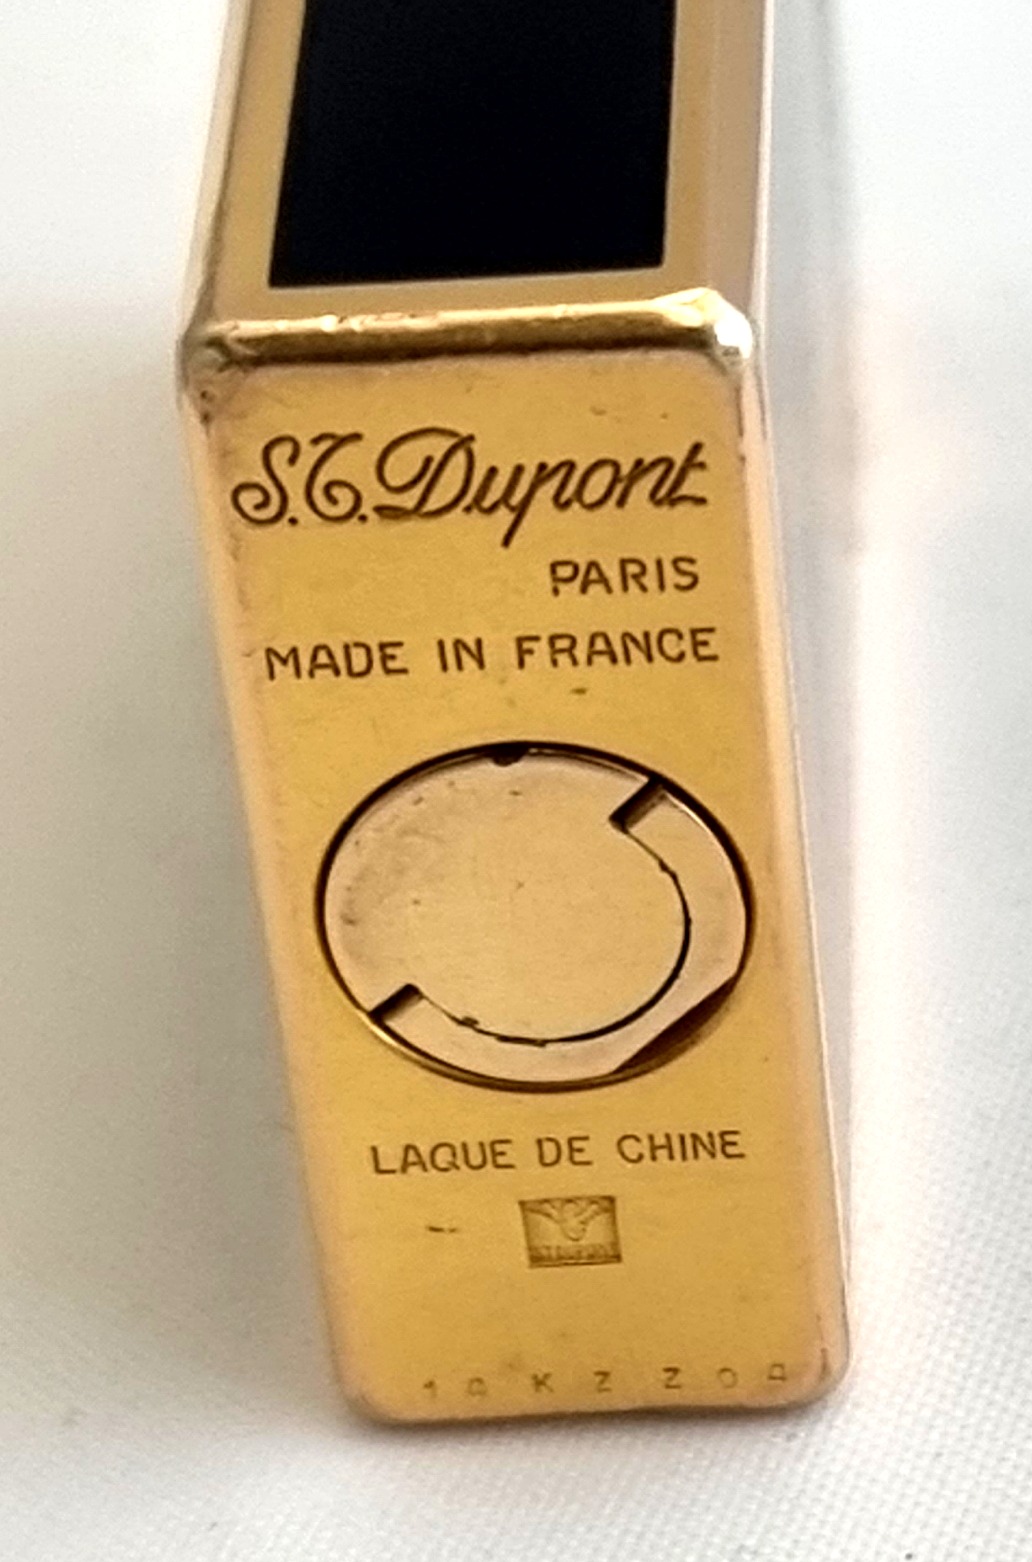 S.T. Dupont
PARIS
MADE IN FRANCE
LAQUE DE CHINE